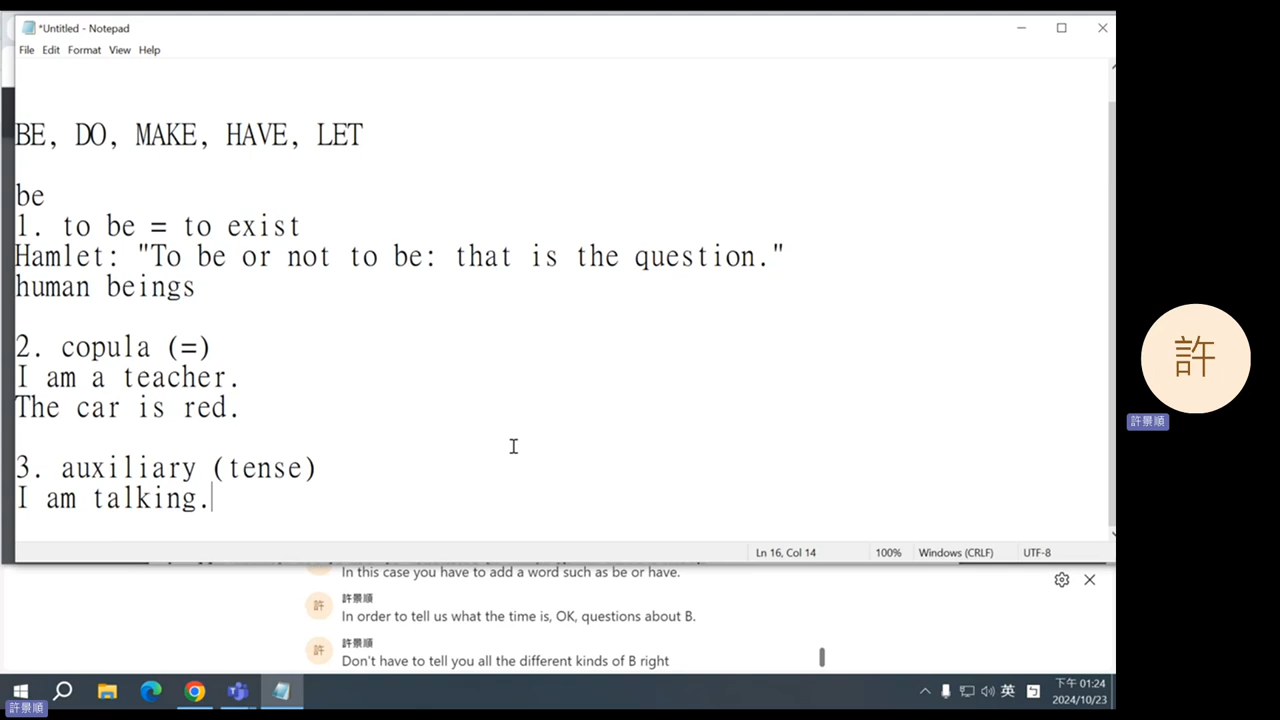 *Untitled - Notepad
File Edit Format View Help
BE, DO, MAKE, HAVE, LET
be
1. to be = to exist
Hamlet: "To be or not to be: that is the question."
human beings
2. copula (=)
I am a teacher.
The car is red.
3. auxiliary (tense)
I am talking.
Ln 16, Col 14 100% Windows (CRLF) UTF-8
In this case you have to add a word such as be or have.
許 許景順
In order to tell us what the time is, OK, questions about B.
許 許景順
Don't have to tell you all the different kinds of B right
英 ㄅ 下午 01:24
2024/10/23
許景順
許
許景順